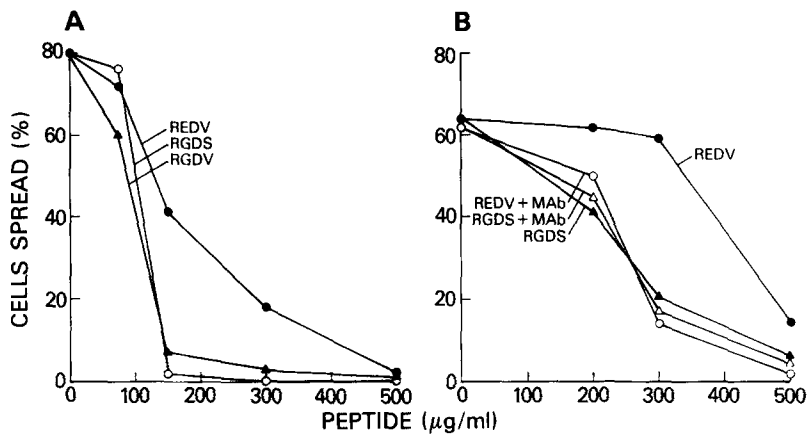 A
B
CELLS SPREAD (%)
80
60
40
20
0
REDV
RGDS
RGDV
0 100 200 300 400 500
80
60
40
20
0
REDV
REDV + MAb
RGDS + MAb
RGDS
0 100 200 300 400 500
PEPTIDE (μg/ml)